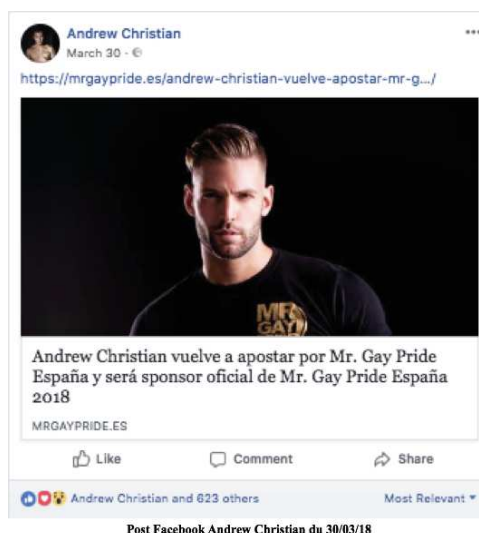 Andrew Christian
March 30
https://mrgaypride.es/andrew-christian-vuelve-apostar-mr-g.../
MR
GAY
Andrew Christian vuelve a apostar por Mr. Gay Pride
España y será sponsor oficial de Mr. Gay Pride España
2018
MRGAYPRIDE.ES
Like Comment Share
Andrew Christian and 623 others Most Relevant
Post Facebook Andrew Christian du 30/03/18